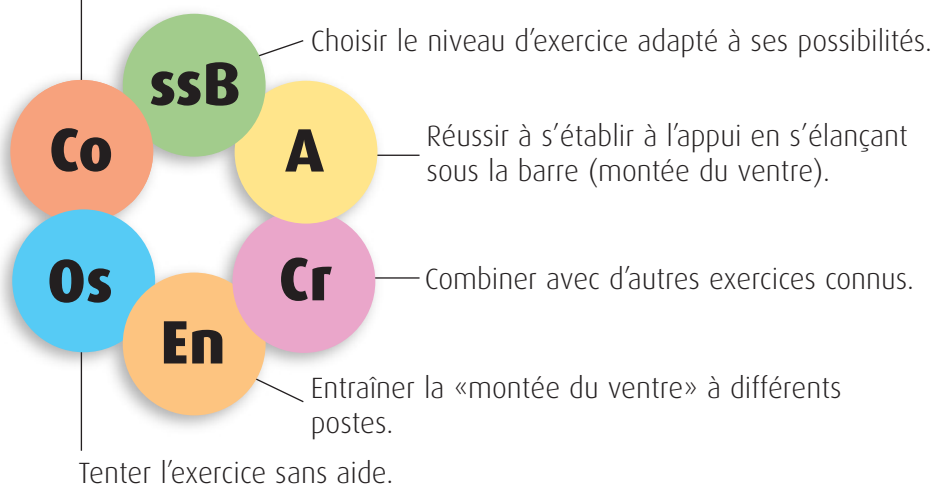 Choisir le niveau d’exercice adapté à ses possibilités.
ssB
Co
A
Réussir à s’établir à l’appui en s’élançant
sous la barre (montée du ventre).
Os
Cr
Combiner avec d’autres exercices connus.
En
Entraîner la «montée du ventre» à différents
postes.
Tenter l’exercice sans aide.